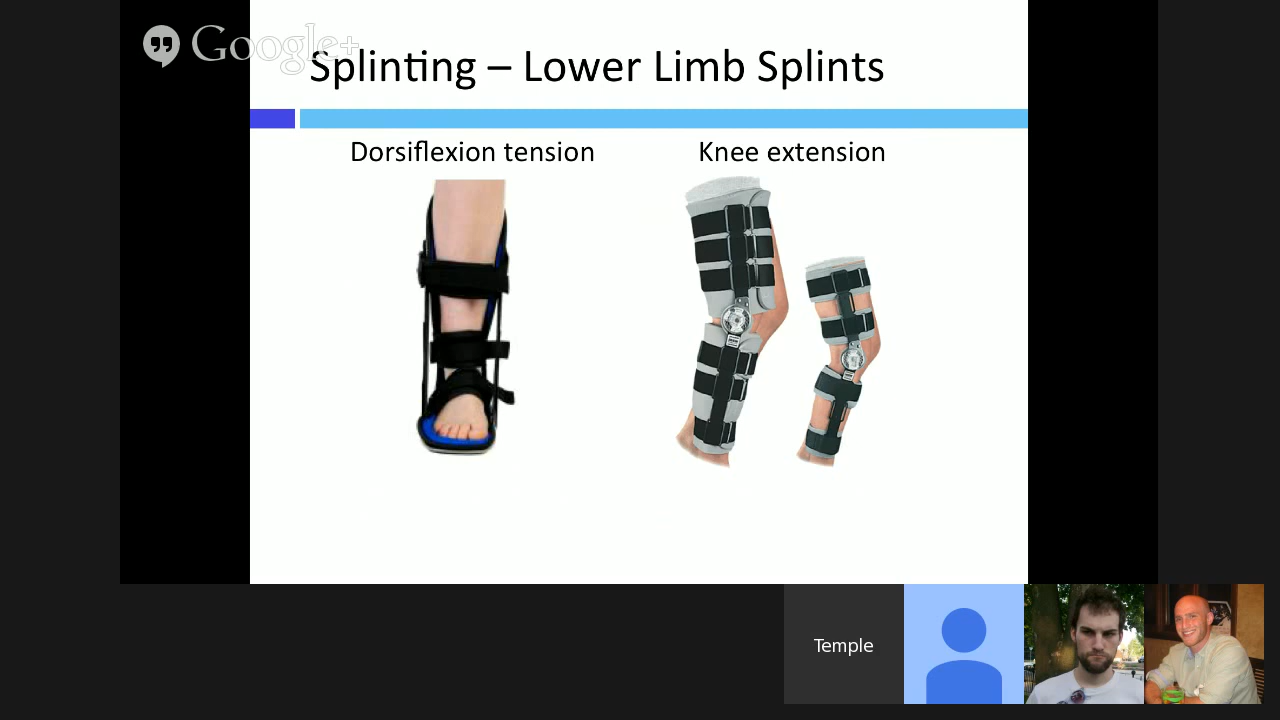 Google+
Splinting – Lower Limb Splints
Dorsiflexion tension
Knee extension
Temple